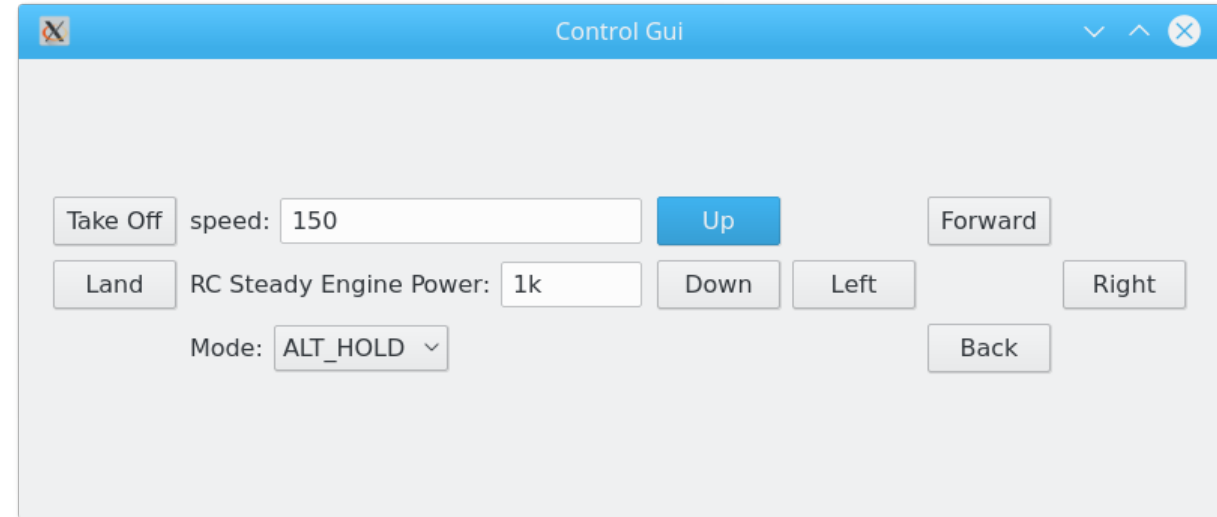 Control Gui
Take Off speed: 150 Up Forward
Land RC Steady Engine Power: 1k Down Left Right
Mode: ALT_HOLD Back